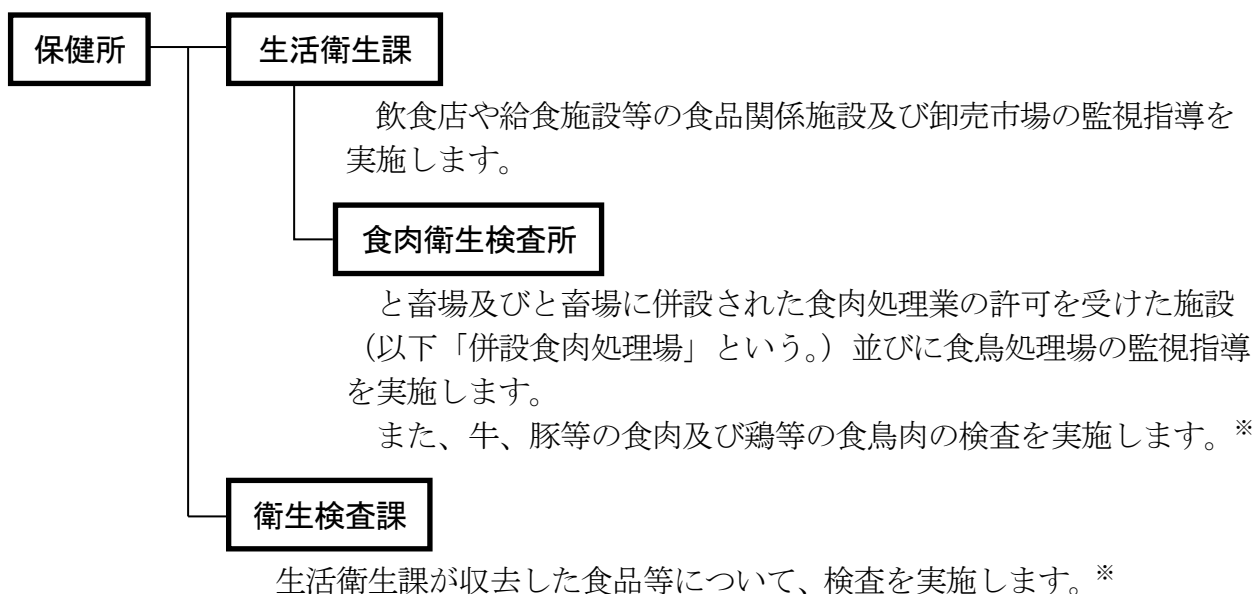 保健所
生活衛生課
飲食店や給食施設等の食品関係施設及び卸売市場の監視指導を
実施します。
食肉衛生検査所
と畜場及びと畜場に併設された食肉処理業の許可を受けた施設
（以下「併設食肉処理場」という。）並びに食鳥処理場の監視指導
を実施します。
また、牛、豚等の食肉及び鶏等の食鳥肉の検査を実施します。※
衛生検査課
生活衛生課が収去した食品等について、検査を実施します。※